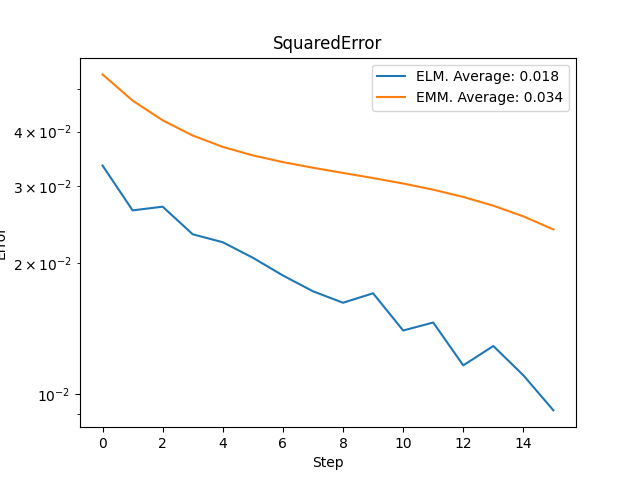 SquaredError
ELM. Average: 0.018
EMM. Average: 0.034
4 × 10⁻²
3 × 10⁻²
2 × 10⁻²
10⁻²
Error
0 2 4 6 8 10 12 14
Step